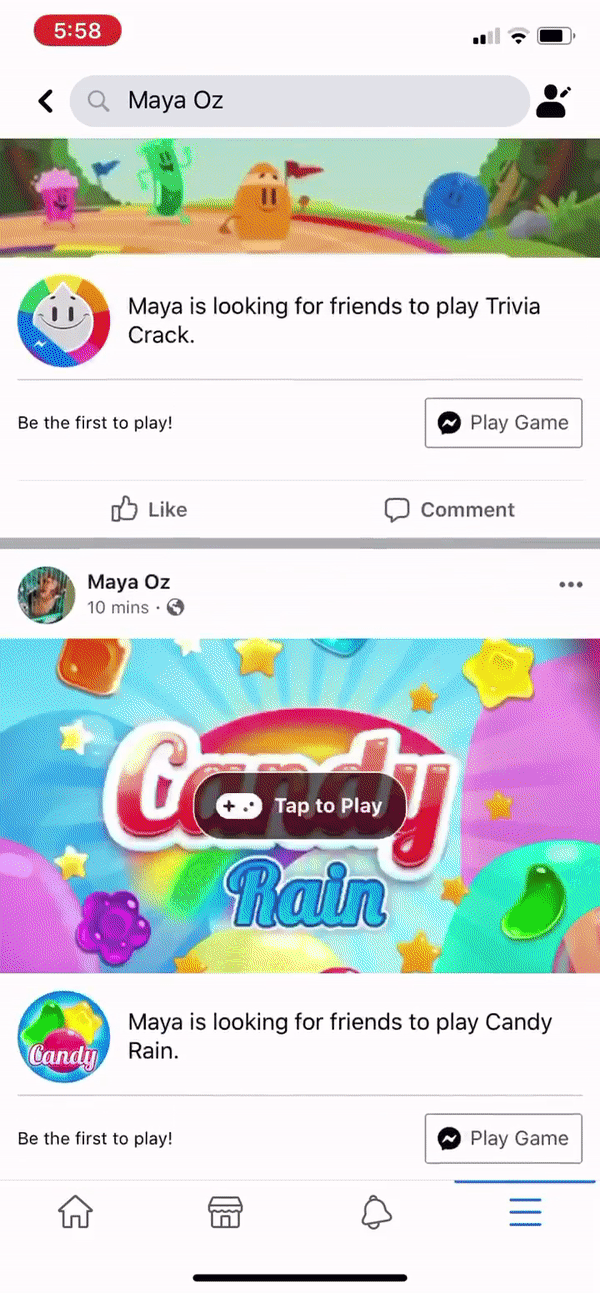 5:58
Maya Oz
Maya is looking for friends to play Trivia
Crack.
Be the first to play!
Play Game
Like
Comment
Maya Oz
10 mins ·
Candy
Tap to Play
Rain
Candy
Maya is looking for friends to play Candy
Rain.
Be the first to play!
Play Game